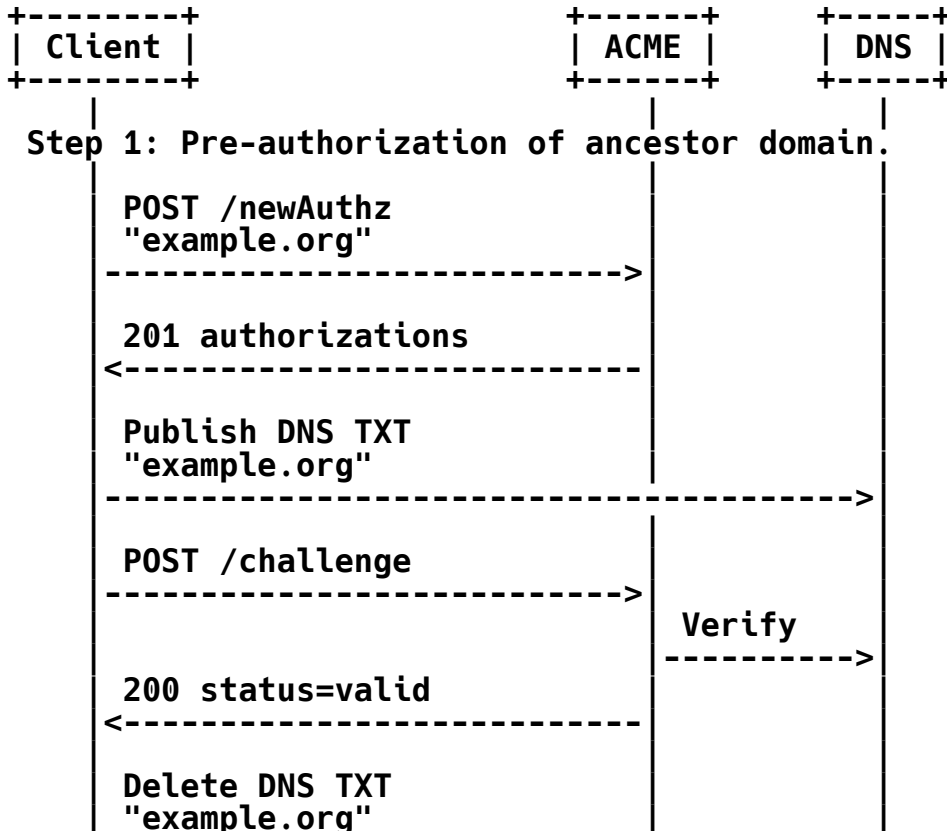 +--------+                   +------+     +-----+
| Client |                   | ACME |     | DNS |
+--------+                   +------+     +-----+
    |                            |           |
 Step 1: Pre-authorization of ancestor domain.
    |                            |           |
    | POST /newAuthz             |           |
    | "example.org"              |           |
    |--------------------------->|           |
    |                            |           |
    | 201 authorizations         |           |
    |<---------------------------|           |
    |                            |           |
    | Publish DNS TXT            |           |
    | "example.org"              |           |
    |--------------------------------------->|
    |                            |           |
    | POST /challenge            |           |
    |--------------------------->|           |
    |                            | Verify    |
    |                            |---------->|
    | 200 status=valid           |           |
    |<---------------------------|           |
    |                            |           |
    | Delete DNS TXT             |           |
    | "example.org"              |           |